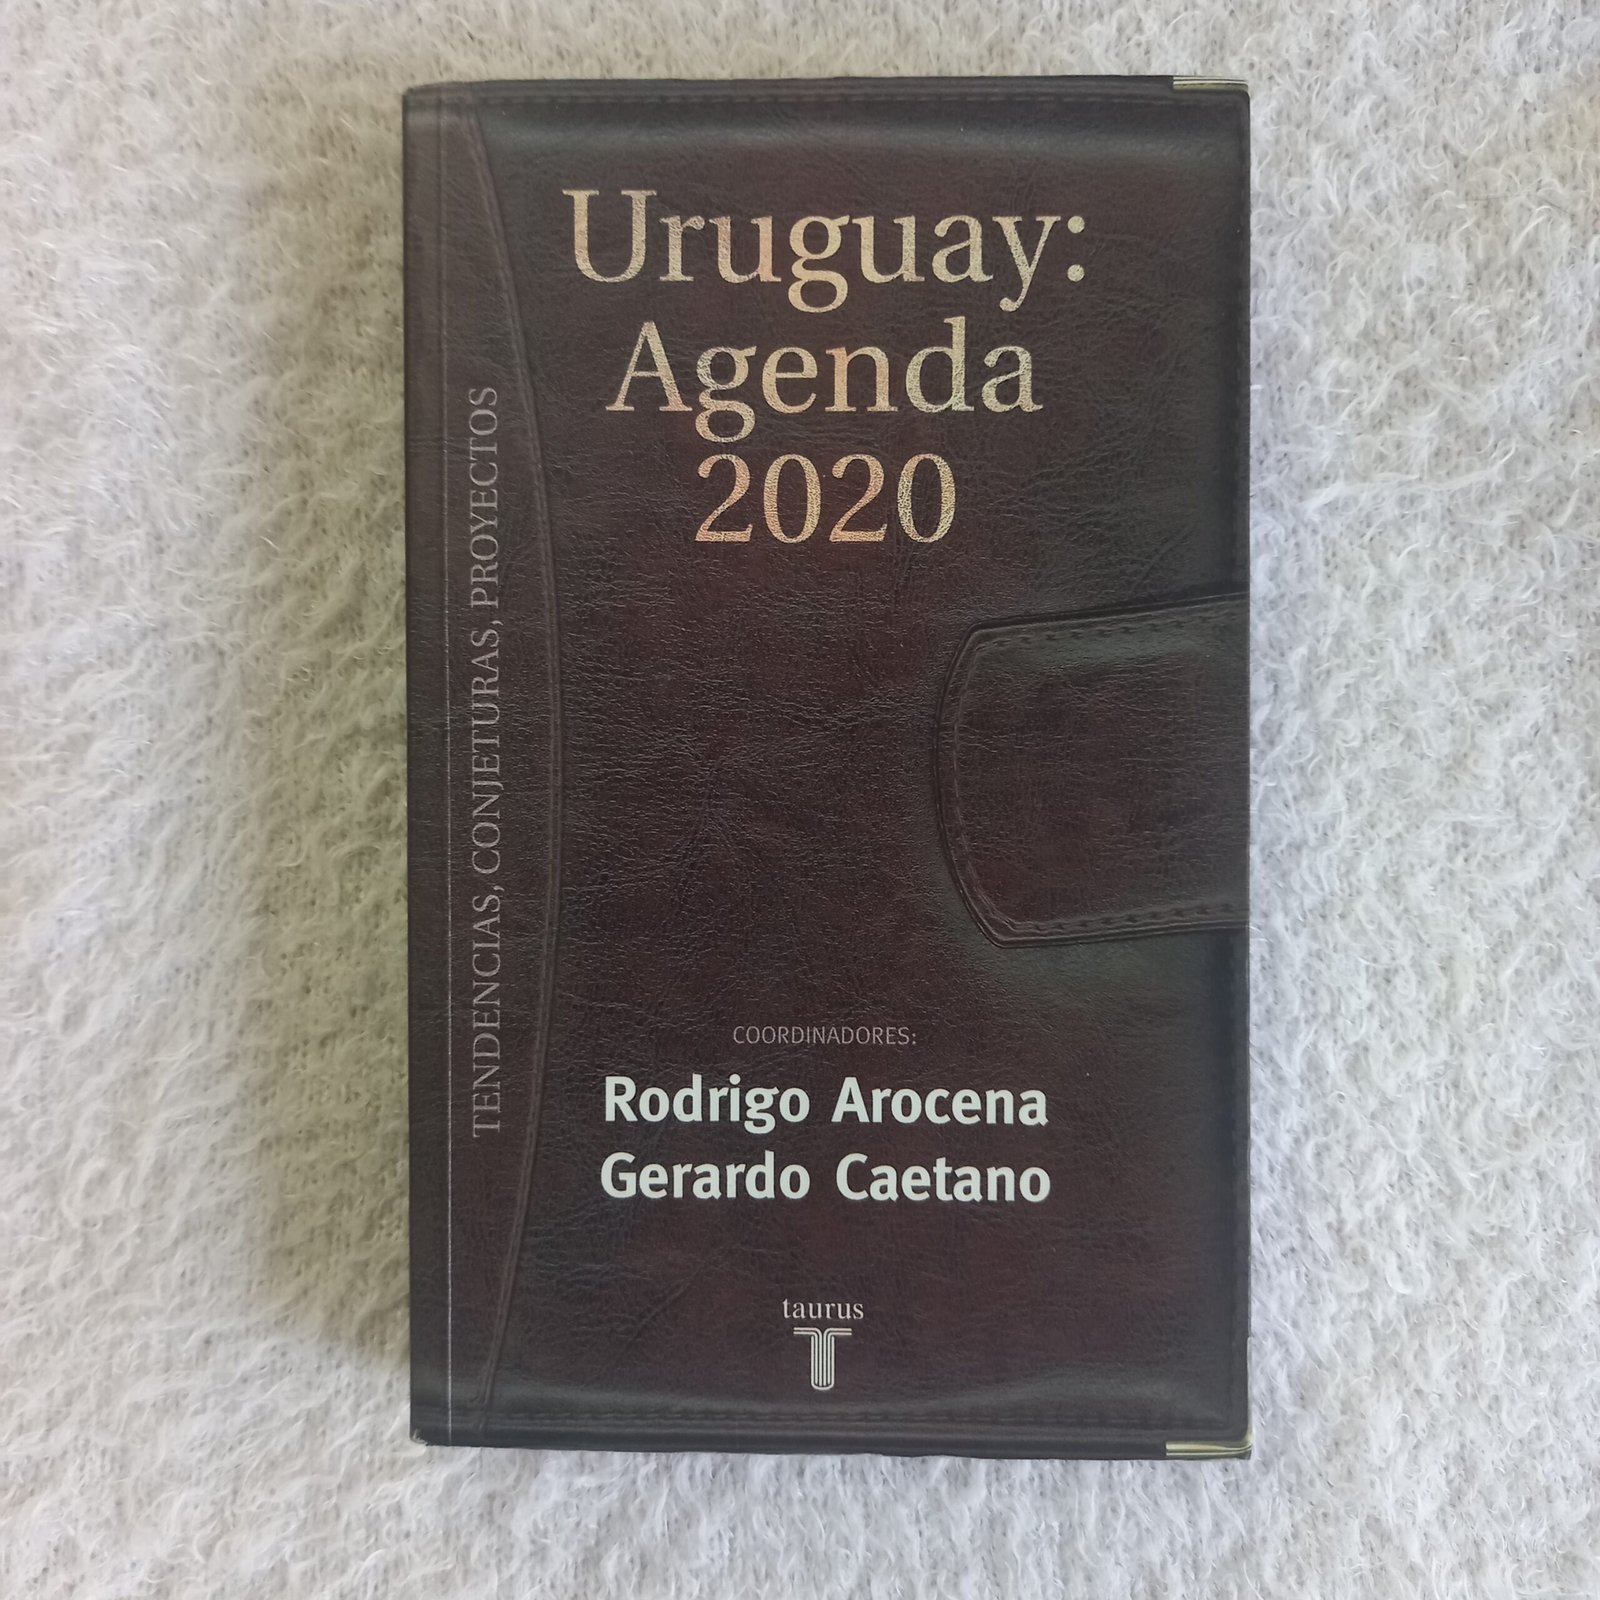 Uruguay:
Agenda
2020
TENDENCIAS, CONJETURAS, PROYECTOS
COORDINADORES:
Rodrigo Arocena
Gerardo Caetano
taurus
T